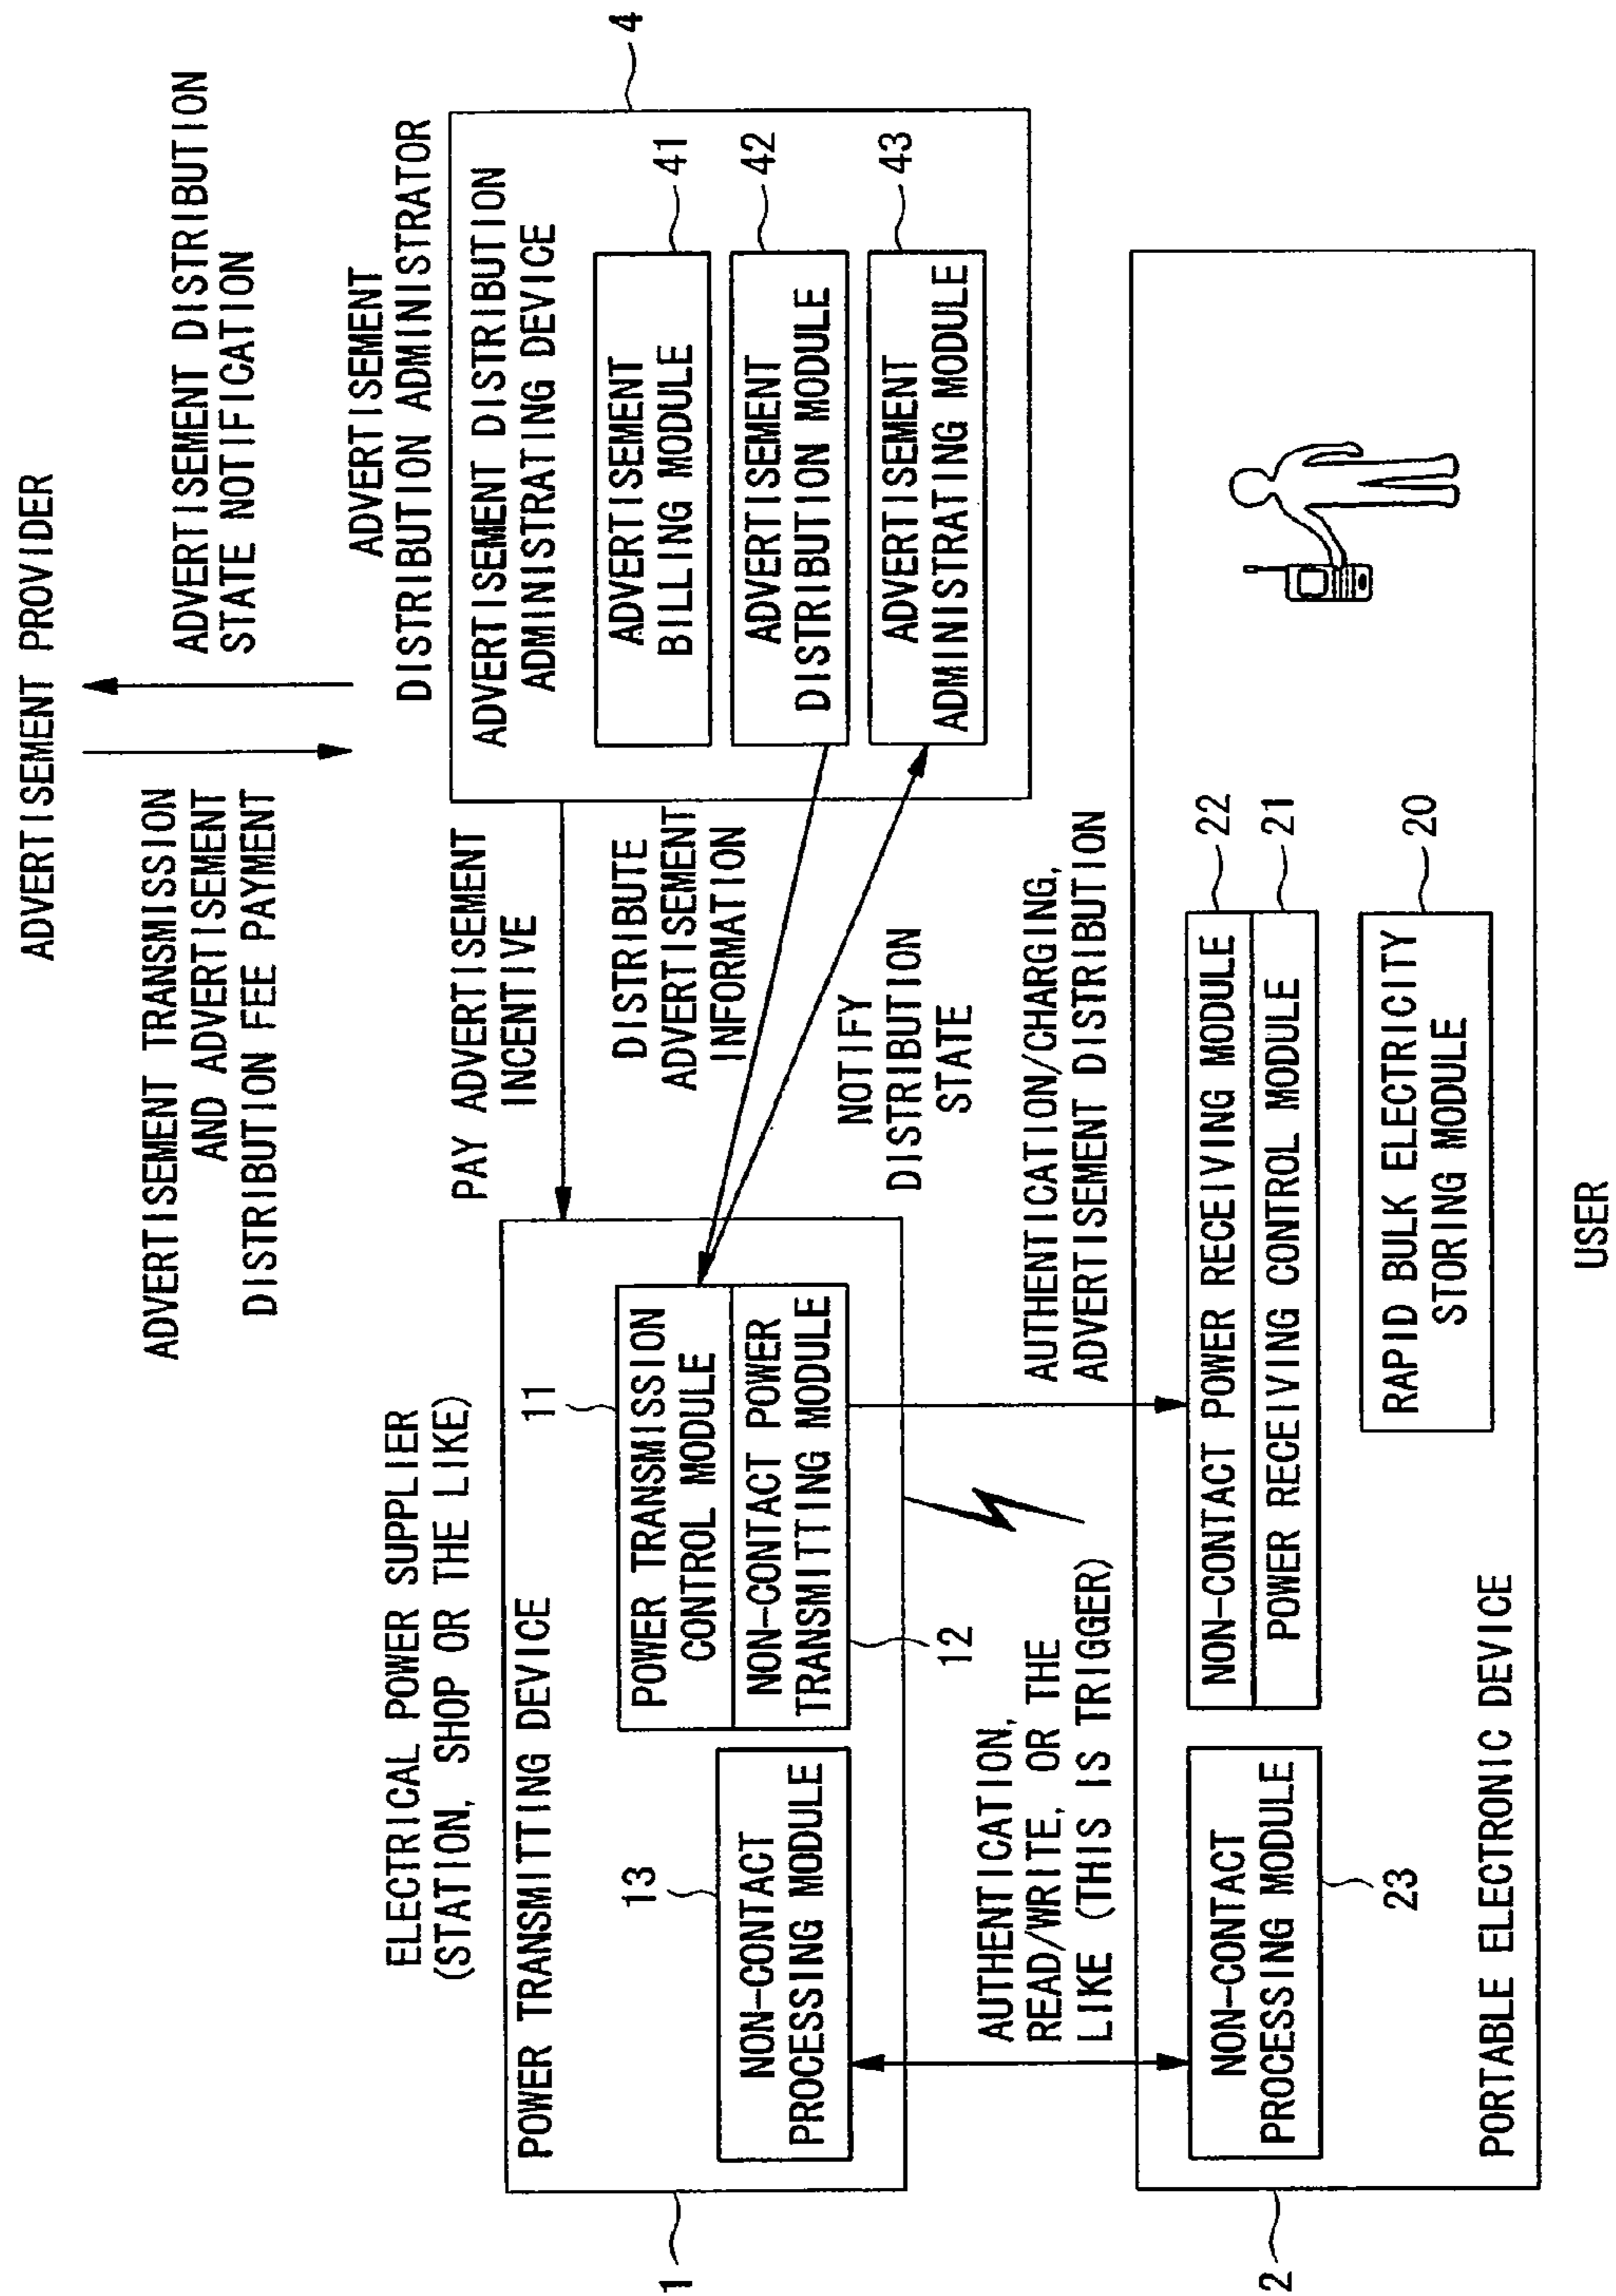 ADVERTISEMENT PROVIDER
ADVERTISEMENT TRANSMISSION
AND ADVERTISEMENT
DISTRIBUTION FEE PAYMENT
ADVERTISEMENT DISTRIBUTION
STATE NOTIFICATION
ELECTRICAL POWER SUPPLIER
(STATION, SHOP OR THE LIKE)
ADVERTISEMENT
DISTRIBUTION ADMINISTRATOR
1
POWER TRANSMITTING DEVICE
13
NON-CONTACT
PROCESSING MODULE
11
POWER TRANSMISSION
CONTROL MODULE
NON-CONTACT POWER
TRANSMITTING MODULE
12
PAY ADVERTISEMENT
INCENTIVE
DISTRIBUTE
ADVERTISEMENT
INFORMATION
NOTIFY
DISTRIBUTION
STATE
4
ADVERTISEMENT DISTRIBUTION
ADMINISTRATING DEVICE
ADVERTISEMENT
BILLING MODULE
41
ADVERTISEMENT
DISTRIBUTION MODULE
42
ADVERTISEMENT
ADMINISTRATING MODULE
43
AUTHENTICATION,
READ/WRITE, OR THE
LIKE (THIS IS TRIGGER)
AUTHENTICATION/CHARGING,
ADVERTISEMENT DISTRIBUTION
2
NON-CONTACT
PROCESSING MODULE
23
NON-CONTACT POWER RECEIVING MODULE
22
POWER RECEIVING CONTROL MODULE
21
RAPID BULK ELECTRICITY
STORING MODULE
20
PORTABLE ELECTRONIC DEVICE
USER